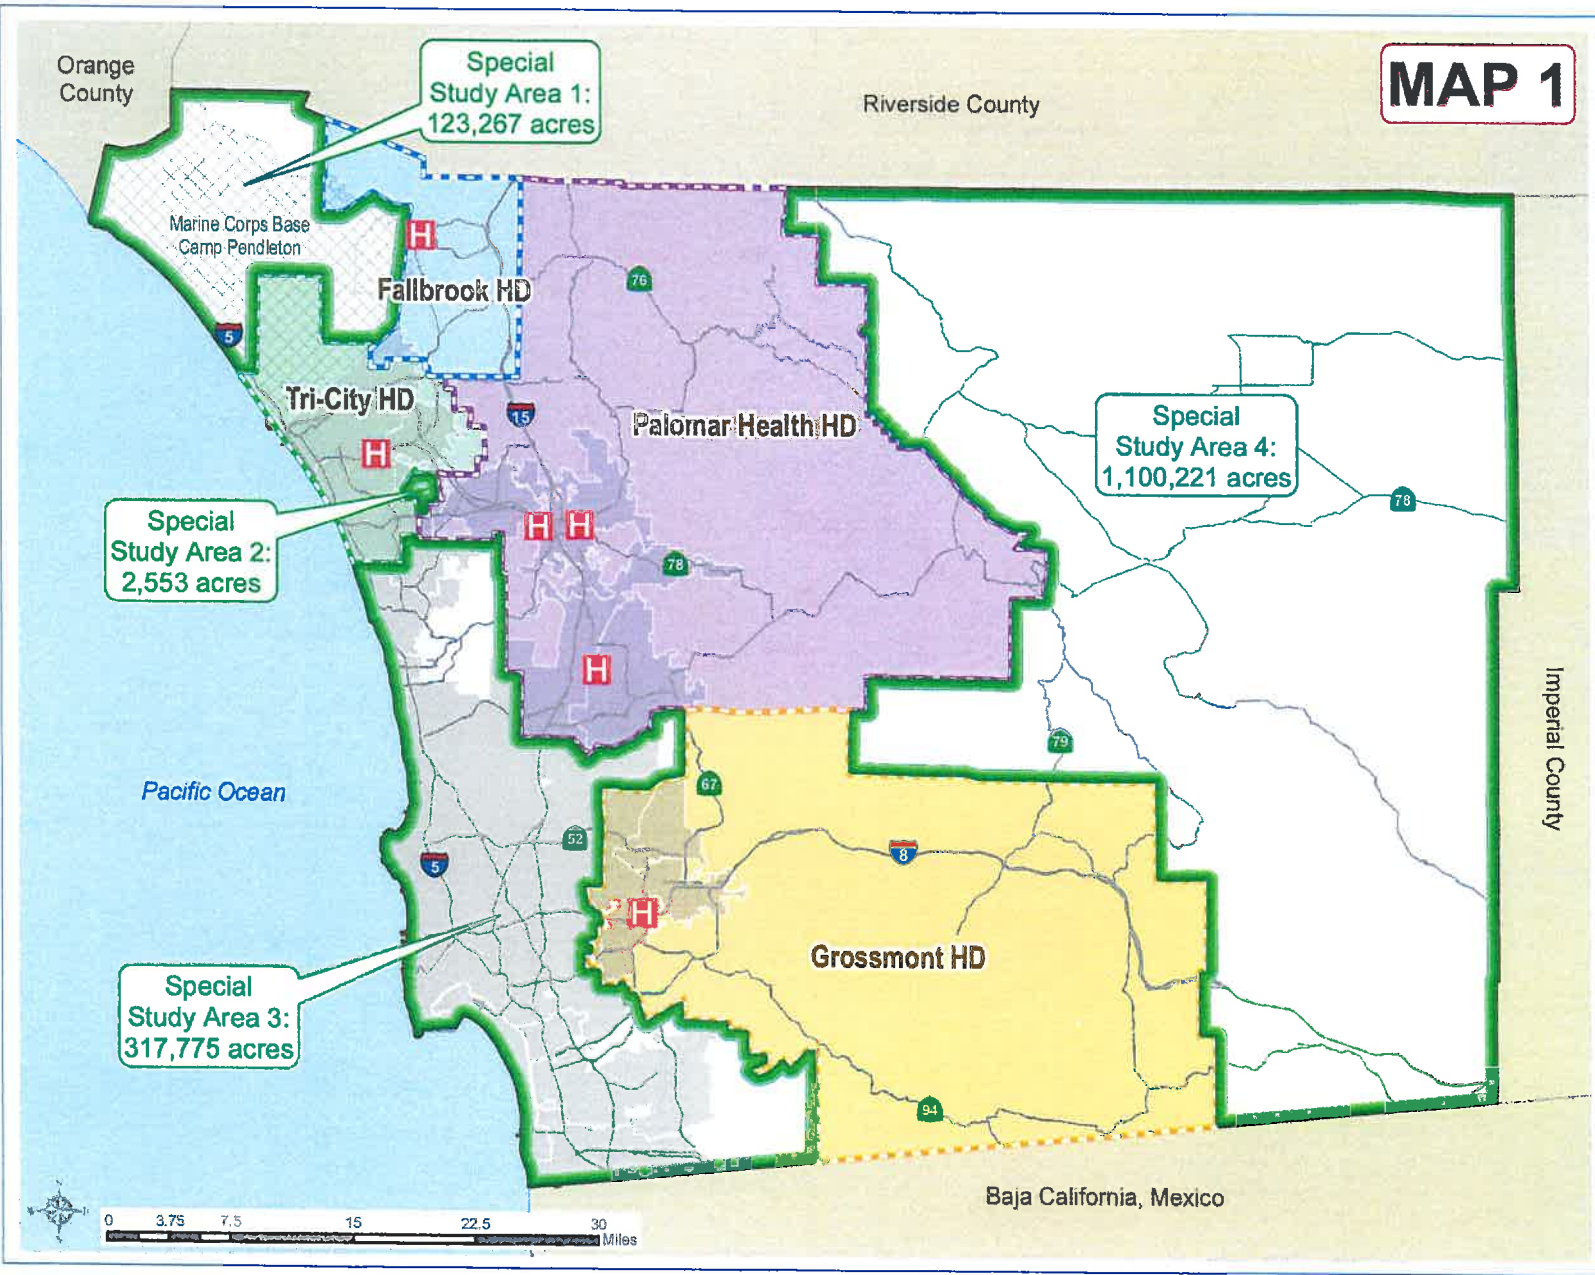 Orange
County
Special
Study Area 1:
123,267 acres
Riverside County
MAP 1
Marine Corps Base
Camp Pendleton
H
Fallbrook HD
76
5
Tri-City HD
15
Palomar Health HD
H
Special
Study Area 4:
1,100,221 acres
78
Special
Study Area 2:
2,553 acres
H
H
78
H
Imperial County
79
Pacific Ocean
67
52
5
8
H
Grossmont HD
Special
Study Area 3:
317,775 acres
94
Baja California, Mexico
0 3.75 7.5 15 22.5 30
Miles